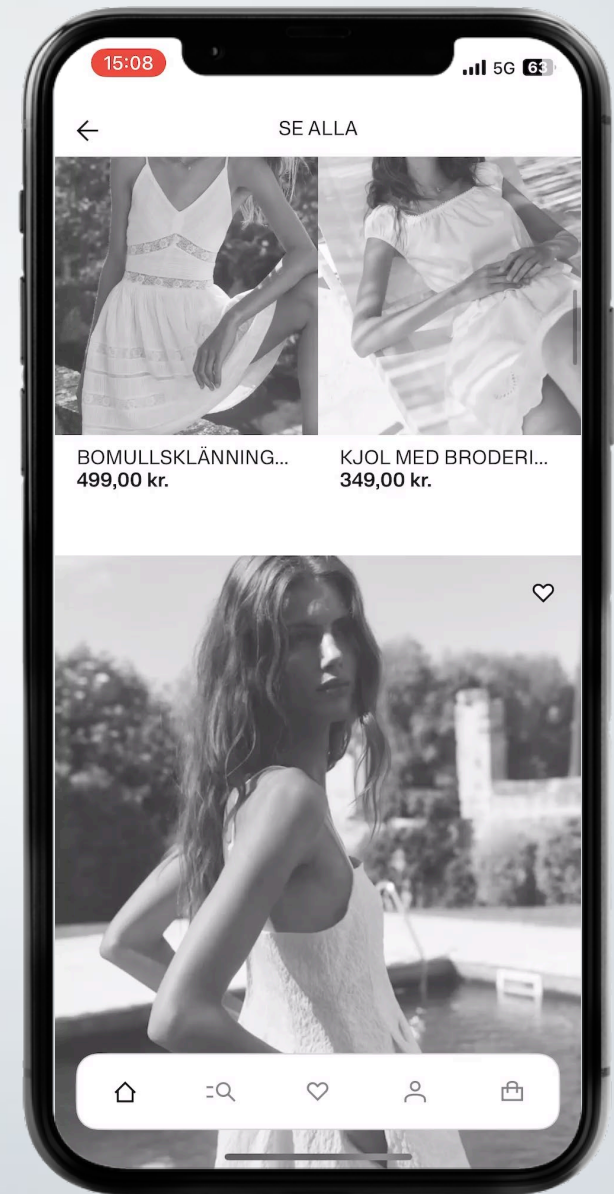 15:08
5G 63
SE ALLA
BOMULLSKLÄNNING...
499,00 kr.
KJOL MED BRODERI...
349,00 kr.